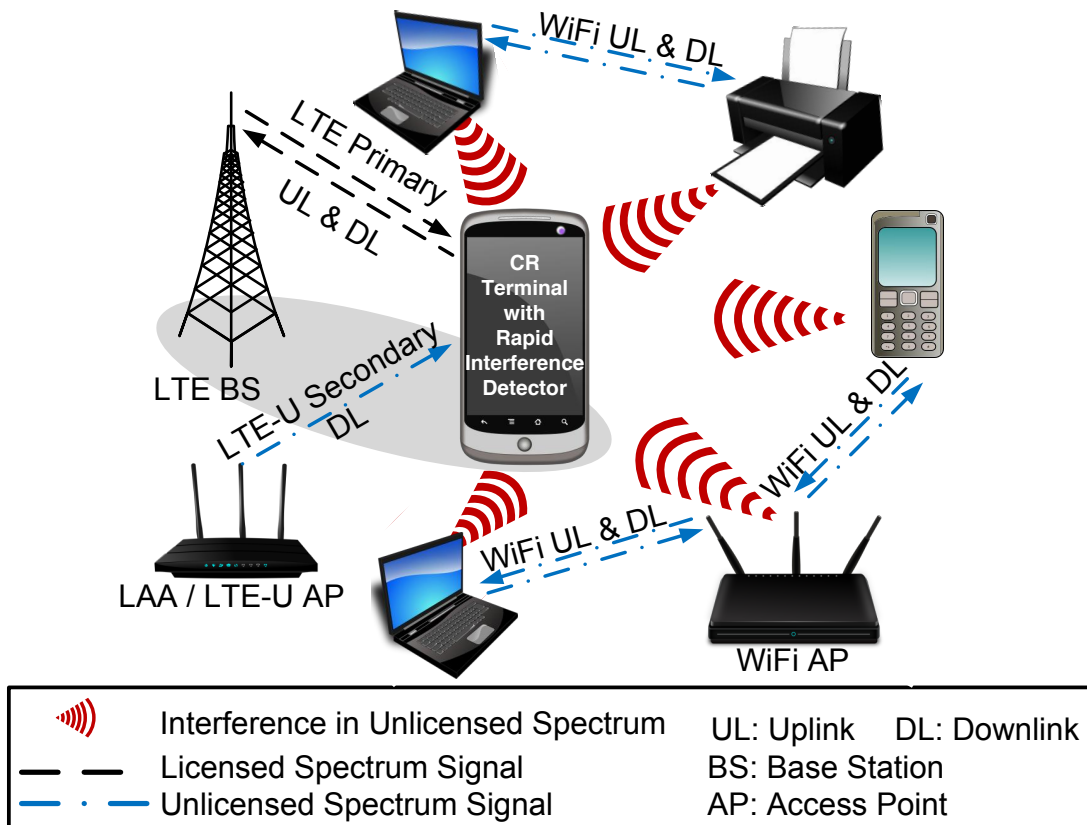 WiFi UL & DL
LTE Primary
UL & DL
CR
Terminal
with
Rapid
Interference
Detector
LTE BS
LTE-U Secondary
DL
WiFi UL & DL
WiFi UL & DL
LAA / LTE-U AP
WiFi AP
Interference in Unlicensed Spectrum
UL: Uplink DL: Downlink
Licensed Spectrum Signal
BS: Base Station
Unlicensed Spectrum Signal
AP: Access Point